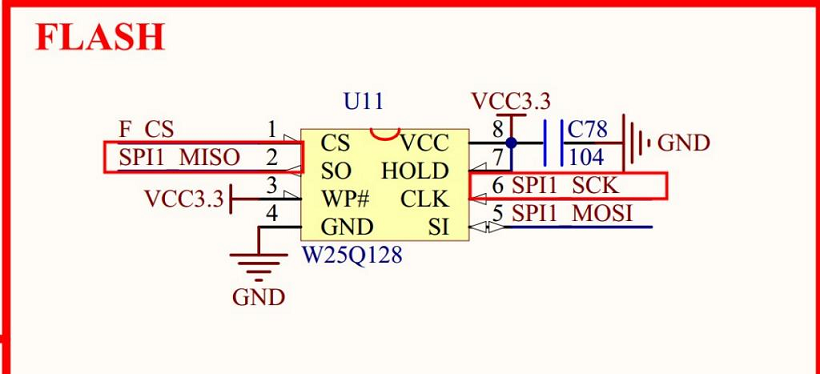 FLASH
U11
VCC3.3
F_CS 1 CS VCC 8 C78 GND
SPI1_MISO 2 SO HOLD 7 104
VCC3.3 3 WP# CLK 6 SPI1_SCK
4 GND SI 5 SPI1_MOSI
W25Q128
GND